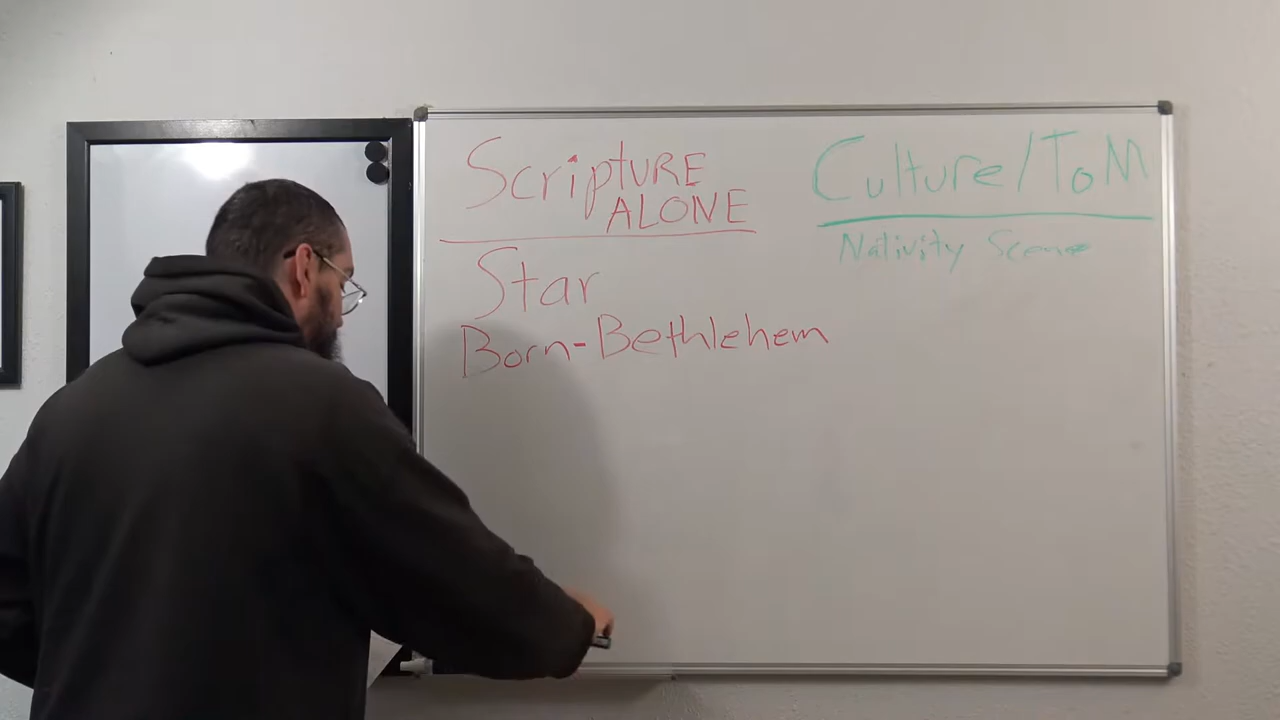 ScriptURE
ALONE
Star
Born-Bethlehem
Culture/ToM
Nativity Scene